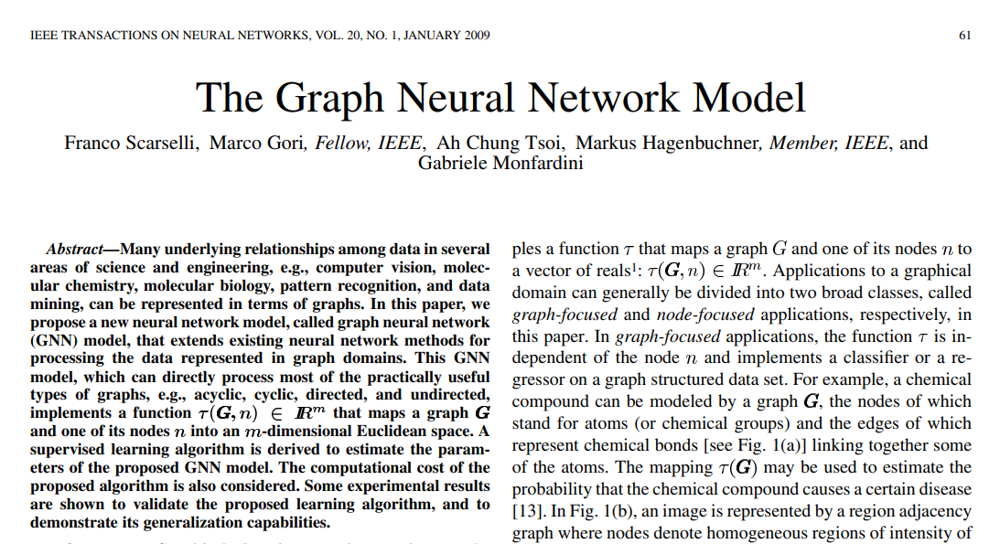 IEEE TRANSACTIONS ON NEURAL NETWORKS, VOL. 20, NO. 1, JANUARY 2009 61
The Graph Neural Network Model
Franco Scarselli, Marco Gori, Fellow, IEEE, Ah Chung Tsoi, Markus Hagenbuchner, Member, IEEE, and
Gabriele Monfardini
Abstract—Many underlying relationships among data in several
areas of science and engineering, e.g., computer vision, molec-
ular chemistry, molecular biology, pattern recognition, and data
mining, can be represented in terms of graphs. In this paper, we
propose a new neural network model, called graph neural network
(GNN) model, that extends existing neural network methods for
processing the data represented in graph domains. This GNN
model, which can directly process most of the practically useful
types of graphs, e.g., acyclic, cyclic, directed, and undirected,
implements a function τ(G, n) ∈ ℝᵐ that maps a graph G
and one of its nodes n into an m-dimensional Euclidean space. A
supervised learning algorithm is derived to estimate the param-
eters of the proposed GNN model. The computational cost of the
proposed algorithm is also considered. Some experimental results
are shown to validate the proposed learning algorithm, and to
demonstrate its generalization capabilities.
ples a function τ that maps a graph G and one of its nodes n to
a vector of reals¹: τ(G, n) ∈ ℝᵐ. Applications to a graphical
domain can generally be divided into two broad classes, called
graph-focused and node-focused applications, respectively, in
this paper. In graph-focused applications, the function τ is in-
dependent of the node n and implements a classifier or a re-
gressor on a graph structured data set. For example, a chemical
compound can be modeled by a graph G, the nodes of which
stand for atoms (or chemical groups) and the edges of which
represent chemical bonds [see Fig. 1(a)] linking together some
of the atoms. The mapping τ(G) may be used to estimate the
probability that the chemical compound causes a certain disease
[13]. In Fig. 1(b), an image is represented by a region adjacency
graph where nodes denote homogeneous regions of intensity of